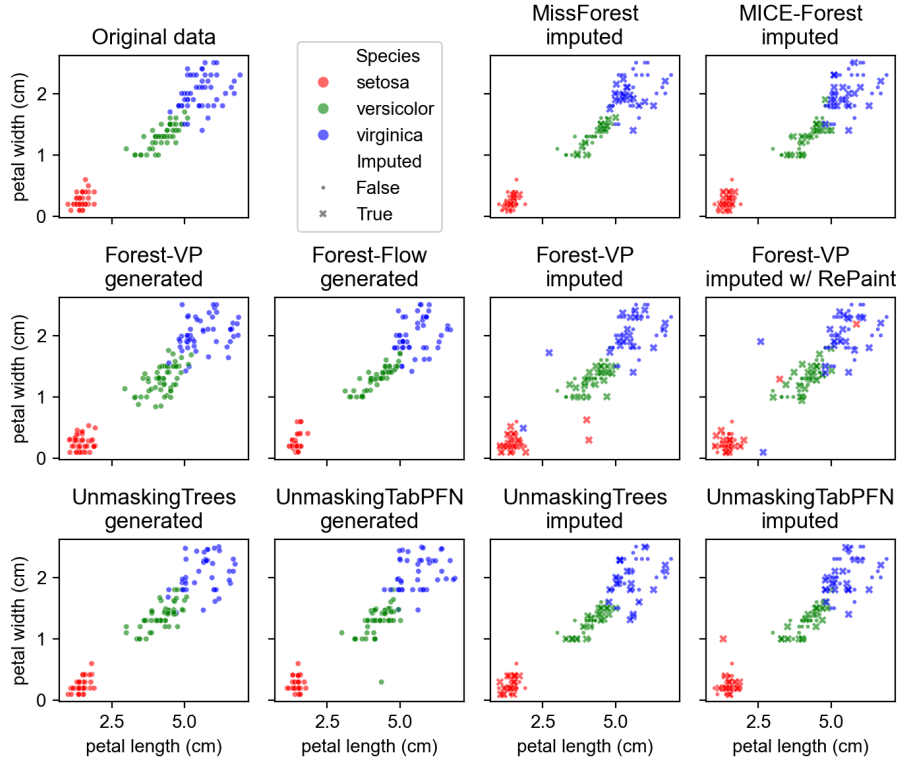 Original data
MissForest
imputed
MICE-Forest
imputed
petal width (cm)
2
1
0
Species
setosa
versicolor
virginica
Imputed
False
True
Forest-VP
generated
Forest-Flow
generated
Forest-VP
imputed
Forest-VP
imputed w/ RePaint
petal width (cm)
2
1
0
UnmaskingTrees
generated
UnmaskingTabPFN
generated
UnmaskingTrees
imputed
UnmaskingTabPFN
imputed
petal width (cm)
2
1
0
2.5 5.0
petal length (cm)
2.5 5.0
petal length (cm)
2.5 5.0
petal length (cm)
2.5 5.0
petal length (cm)